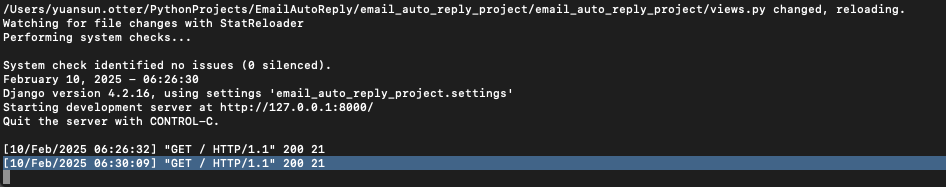 /Users/yuansun.otter/PythonProjects/EmailAutoReply/email_auto_reply_project/email_auto_reply_project/views.py changed, reloading.
Watching for file changes with StatReloader
Performing system checks...
System check identified no issues (0 silenced).
February 10, 2025 - 06:26:30
Django version 4.2.16, using settings 'email_auto_reply_project.settings'
Starting development server at http://127.0.0.1:8000/
Quit the server with CONTROL-C.
[10/Feb/2025 06:26:32] "GET / HTTP/1.1" 200 21
[10/Feb/2025 06:30:09] "GET / HTTP/1.1" 200 21